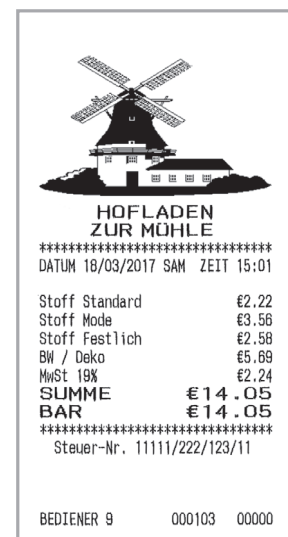 HOFLADEN
ZUR MÜHLE
********************************
DATUM 18/03/2017 SAM ZEIT 15:01
Stoff Standard €2.22
Stoff Mode €3.56
Stoff Festlich €2.58
BW / Deko €5.69
MwSt 19% €2.24
SUMME €14.05
BAR €14.05
********************************
Steuer-Nr. 11111/222/123/11
BEDIENER 9 000103 00000